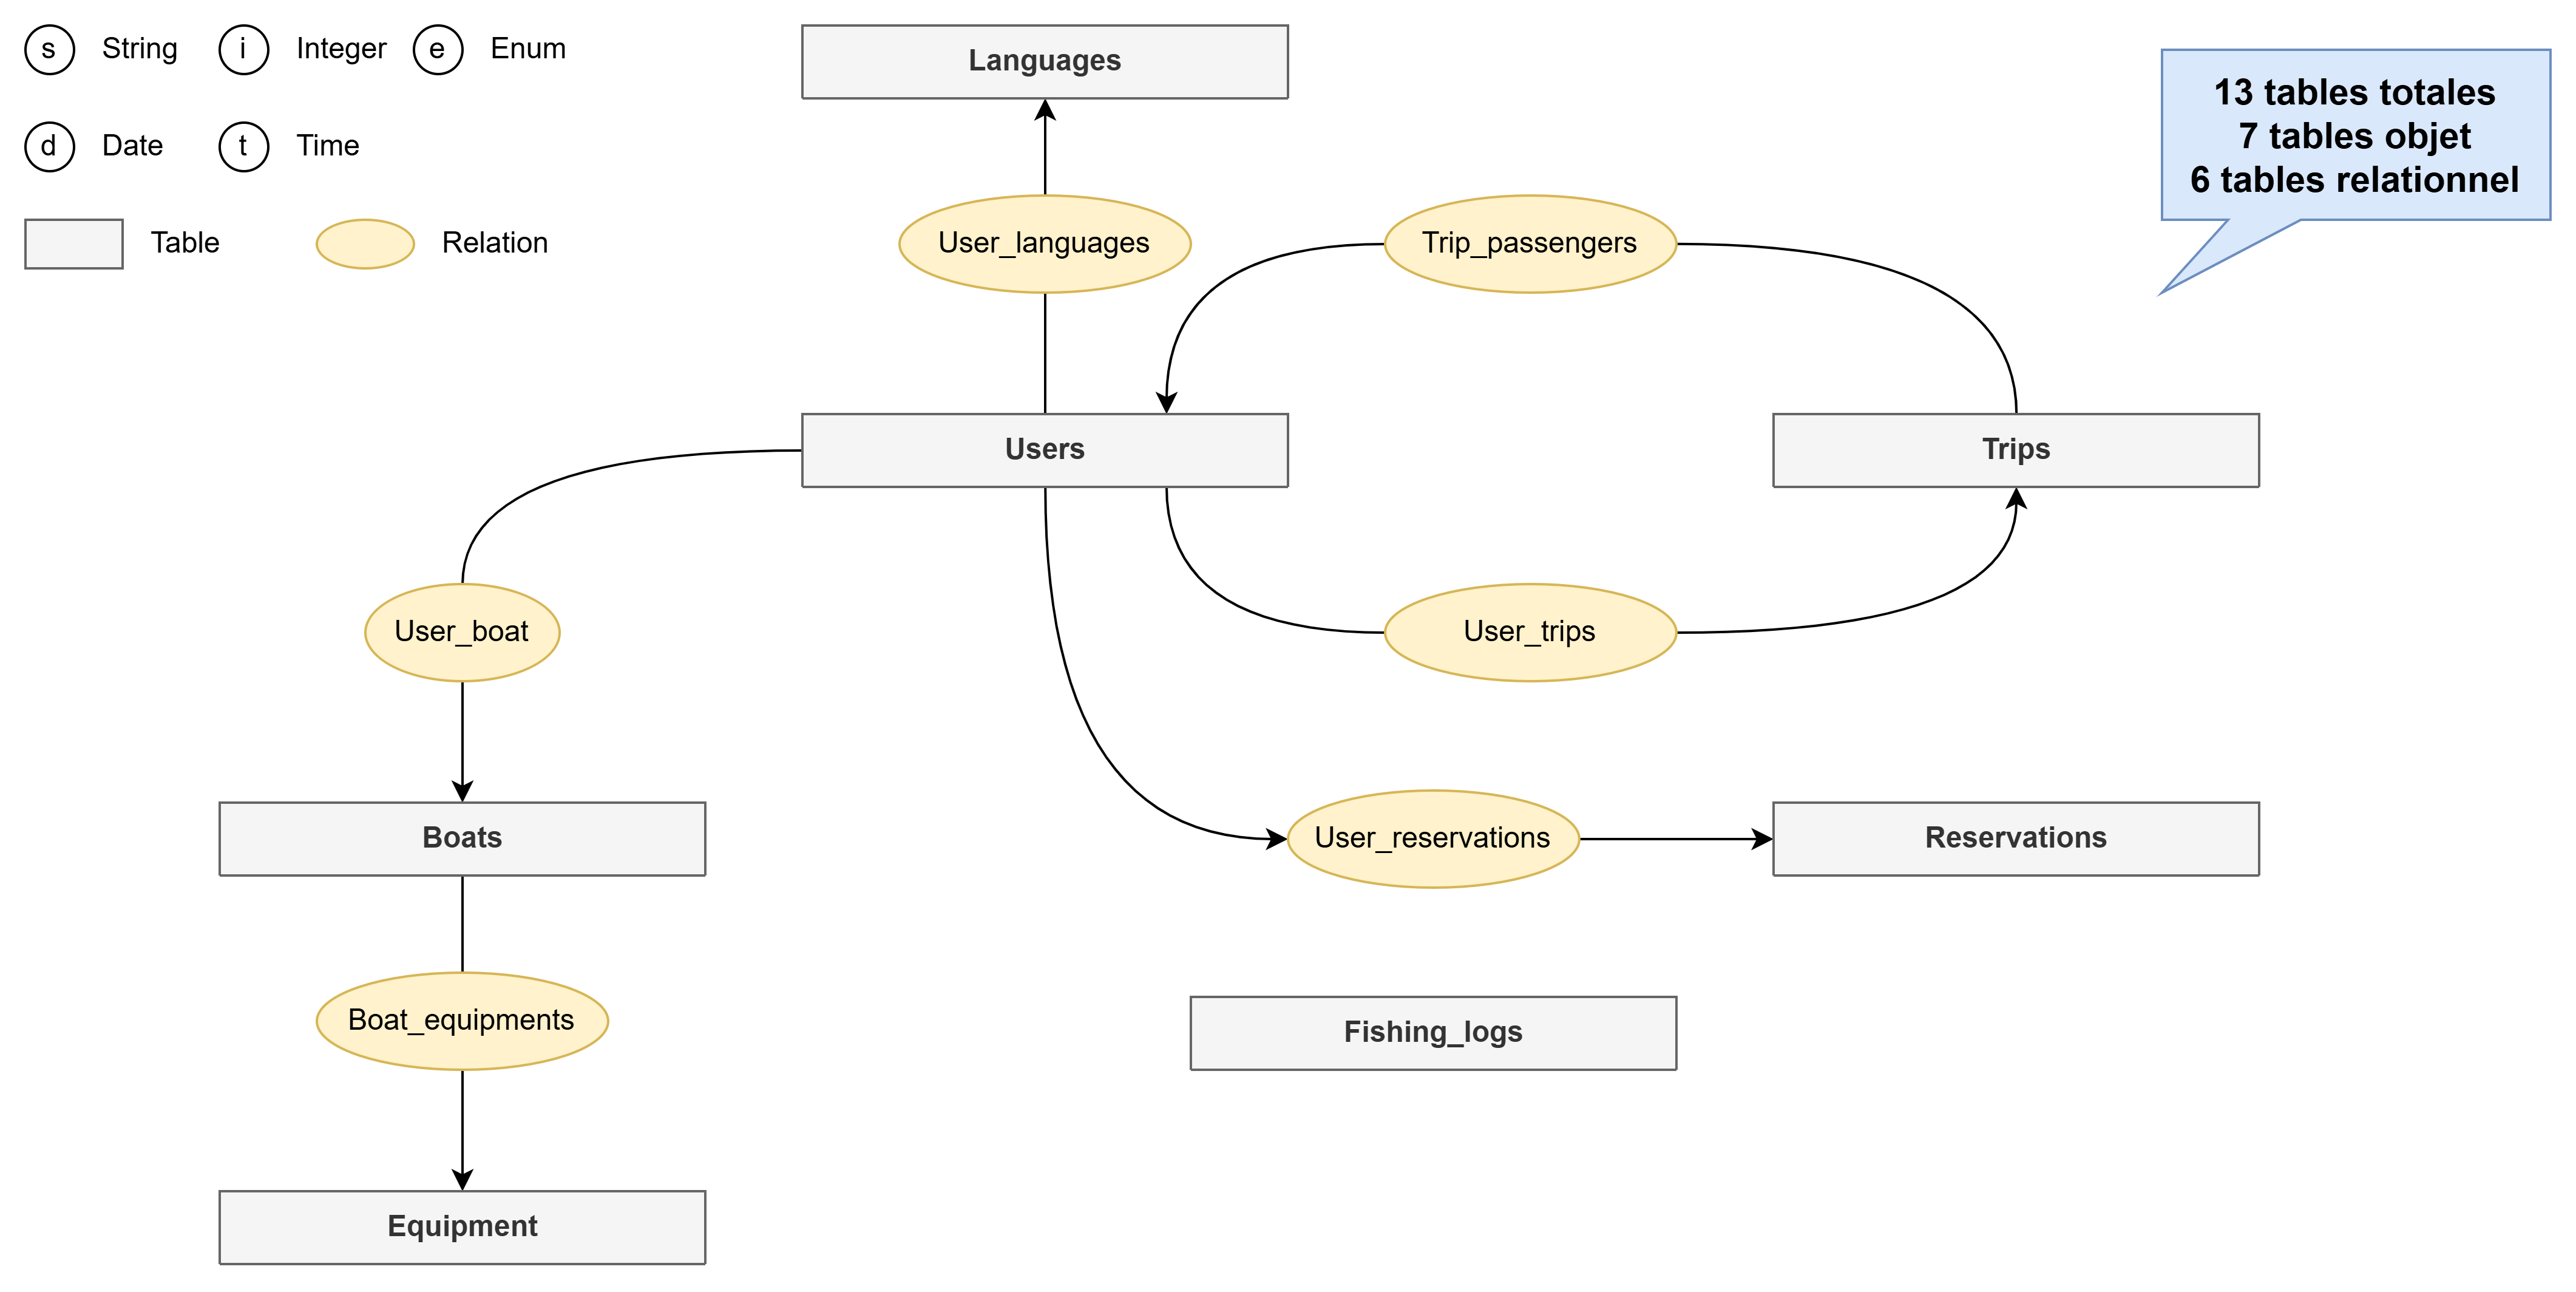 s String i Integer e Enum
d Date t Time
Table Relation
Languages
13 tables totales
7 tables objet
6 tables relationnel
User_languages
Trip_passengers
Users
Trips
User_boat
User_trips
Boats
User_reservations
Reservations
Boat_equipments
Fishing_logs
Equipment